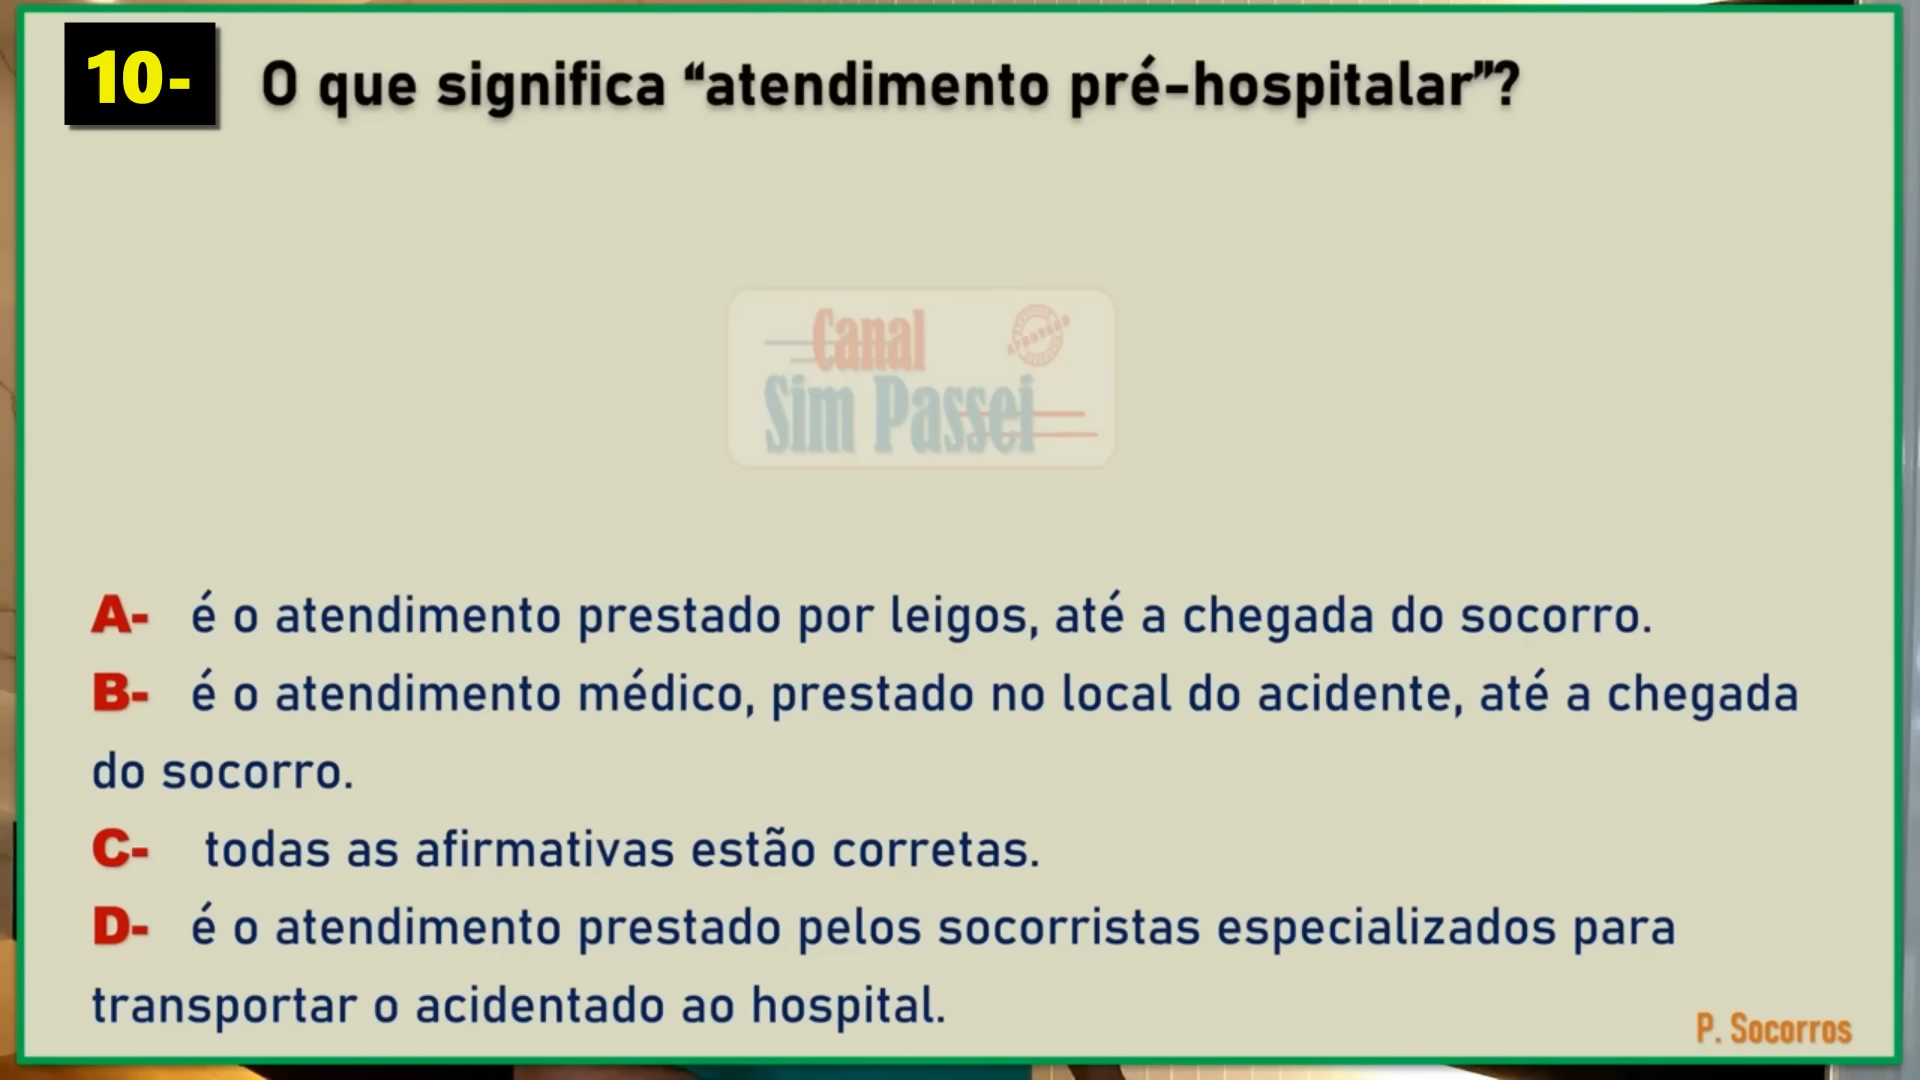 10- O que significa “atendimento pré-hospitalar”?
Canal
APROVADO
Sim Passei
A- é o atendimento prestado por leigos, até a chegada do socorro.
B- é o atendimento médico, prestado no local do acidente, até a chegada
do socorro.
C- todas as afirmativas estão corretas.
D- é o atendimento prestado pelos socorristas especializados para
transportar o acidentado ao hospital.
P. Socorros